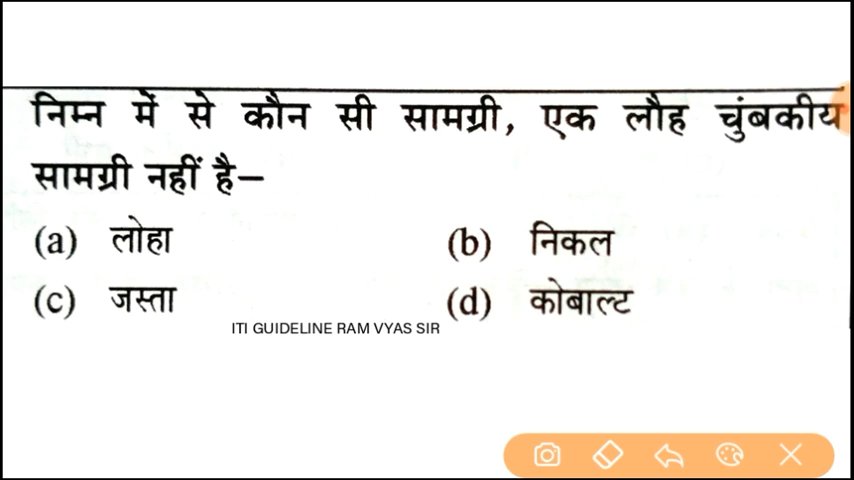 निम्न में से कौन सी सामग्री, एक लौह चुंबकीय
सामग्री नहीं है–
(a) लोहा (b) निकल
(c) जस्ता (d) कोबाल्ट
ITI GUIDELINE RAM VYAS SIR